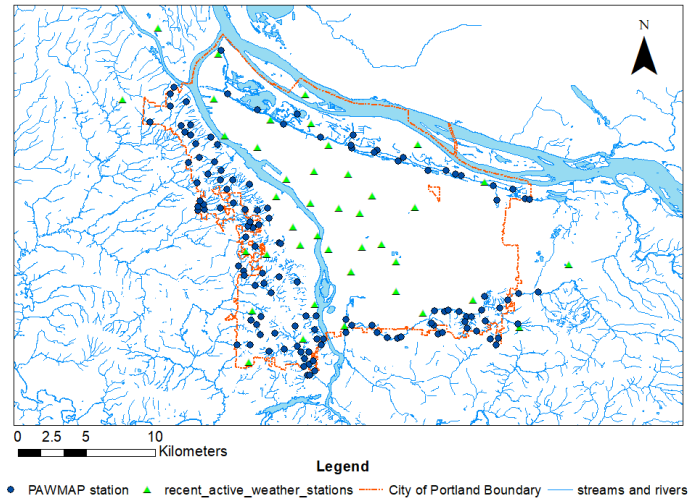 N
0 2.5 5 10
Kilometers
Legend
PAWMAP station recent_active_weather_stations City of Portland Boundary streams and rivers